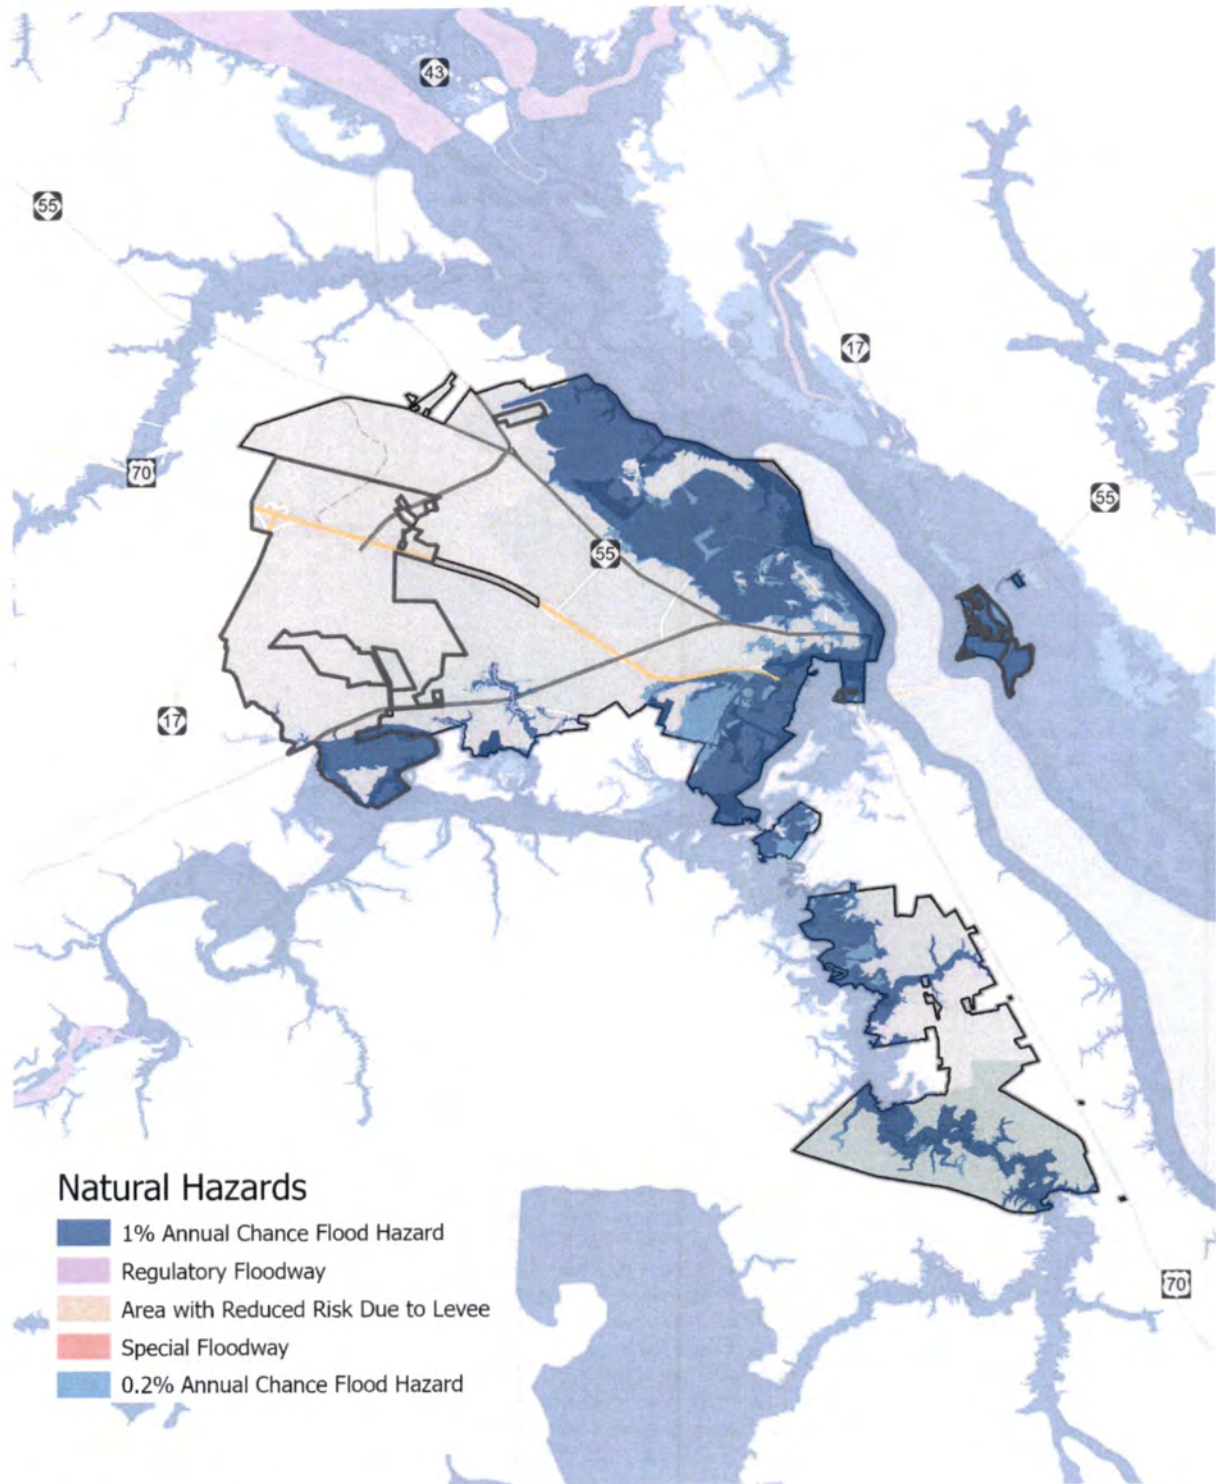 43
55
17
70
55
55
17
Natural Hazards
1% Annual Chance Flood Hazard
Regulatory Floodway
Area with Reduced Risk Due to Levee
Special Floodway
0.2% Annual Chance Flood Hazard
70